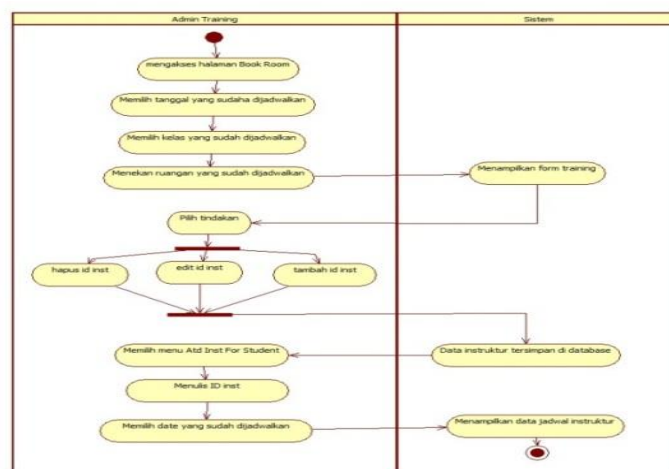 Admin Training
Sistem
mengakses halaman Book Room
Memilih tanggal yang sudaha dijadwalkan
Memilih kelas yang sudah dijadwalkan
Menekan ruangan yang sudah dijadwalkan
Menampilkan form training
Pilih tindakan
hapus id inst
edit id inst
tambah id inst
Data instruktur tersimpan di database
Memilih menu Atd Inst For Student
Menulis ID inst
Memilih date yang sudah dijadwalkan
Menampilkan data jadwal instruktur